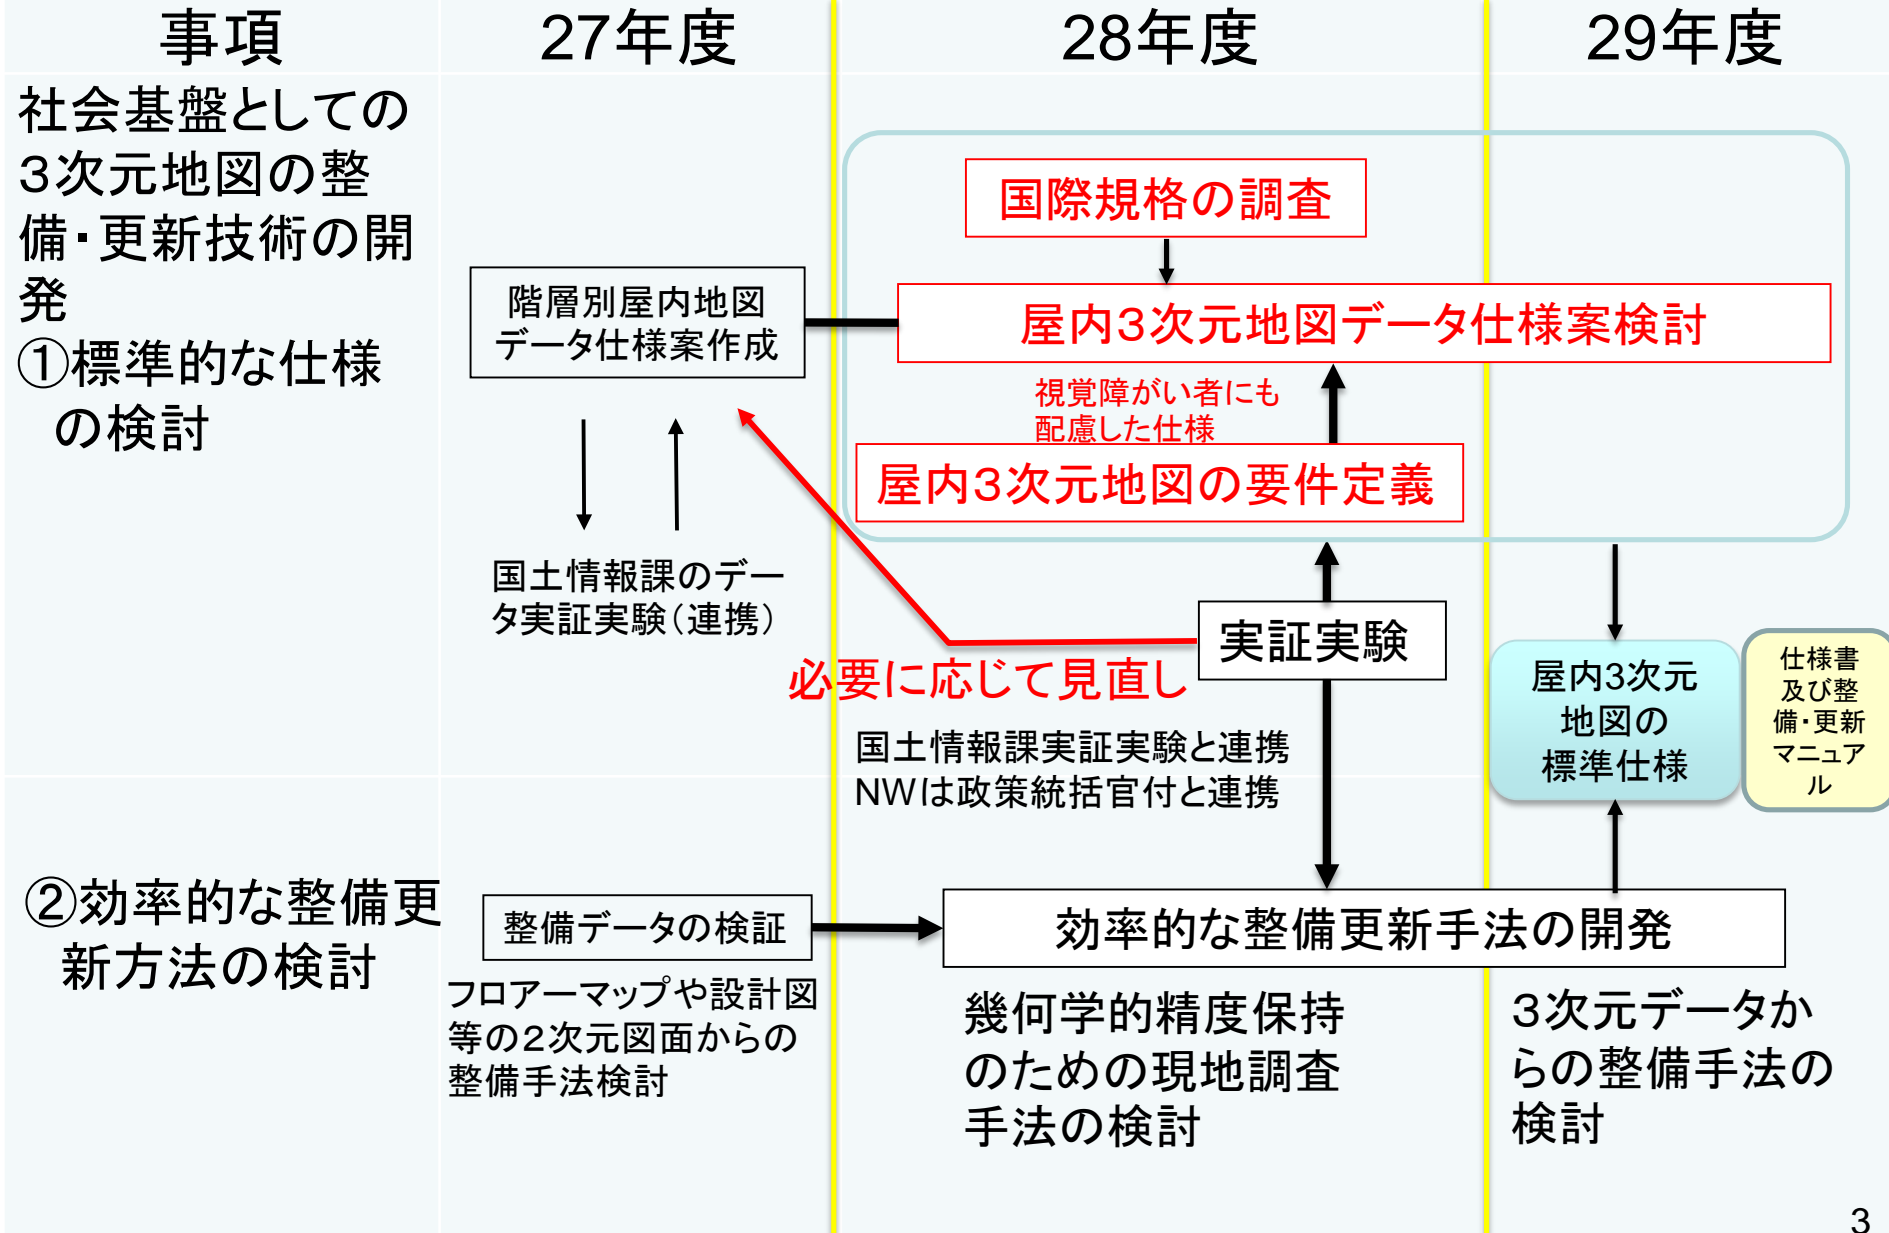 事項
27年度
28年度
29年度
社会基盤としての
３次元地図の整
備・更新技術の開
発
①標準的な仕様
の検討
国際規格の調査
階層別屋内地図
データ仕様案作成
屋内３次元地図データ仕様案検討
視覚障がい者にも
配慮した仕様
屋内３次元地図の要件定義
国土情報課のデー
タ実証実験（連携）
実証実験
必要に応じて見直し
国土情報課実証実験と連携
NWは政策統括官付と連携
屋内3次元
地図の
標準仕様
仕様書
及び整
備・更新
マニュア
ル
②効率的な整備更
新方法の検討
整備データの検証
効率的な整備更新手法の開発
フロアーマップや設計図
等の２次元図面からの
整備手法検討
幾何学的精度保持
のための現地調査
手法の検討
３次元データか
らの整備手法の
検討
3